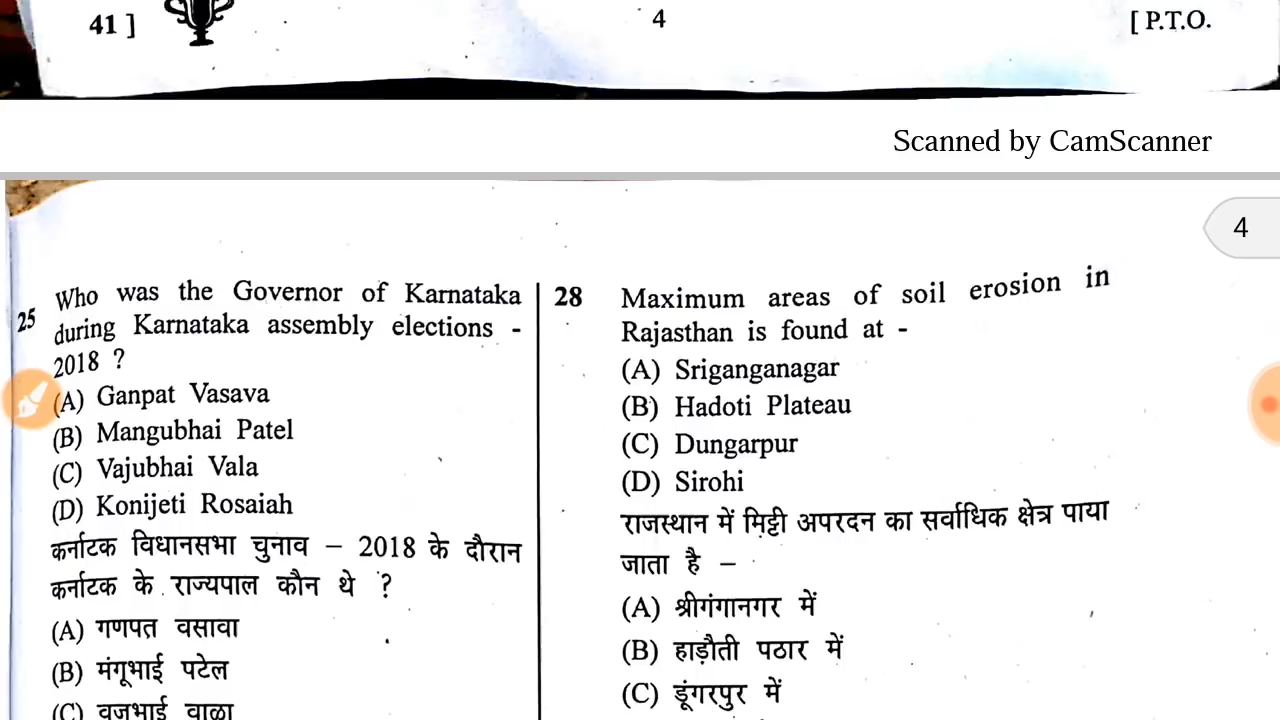 41 ]
4
[ P.T.O.
Scanned by CamScanner
4
25 Who was the Governor of Karnataka
during Karnataka assembly elections -
2018 ?
(A) Ganpat Vasava
(B) Mangubhai Patel
(C) Vajubhai Vala
(D) Konijeti Rosaiah
कर्नाटक विधानसभा चुनाव – 2018 के दौरान
कर्नाटक के राज्यपाल कौन थे ?
(A) गणपत वसावा
(B) मंगूभाई पटेल
(C) वजूभाई वाळा
28 Maximum areas of soil erosion in
Rajasthan is found at -
(A) Sriganganagar
(B) Hadoti Plateau
(C) Dungarpur
(D) Sirohi
राजस्थान में मिट्टी अपरदन का सर्वाधिक क्षेत्र पाया
जाता है –
(A) श्रीगंगानगर में
(B) हाड़ौती पठार में
(C) डूंगरपुर में